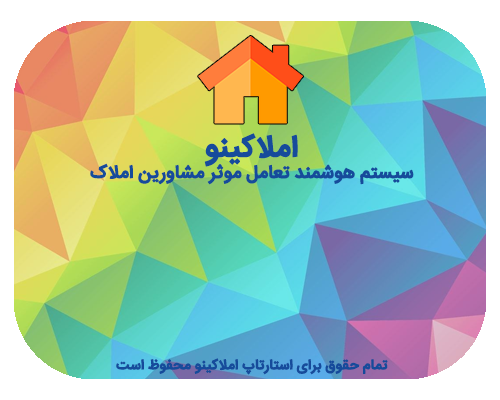 املاکینو
سیستم هوشمند تعامل موثر مشاورین املاک
تمام حقوق برای استارتاپ املاکینو محفوظ است